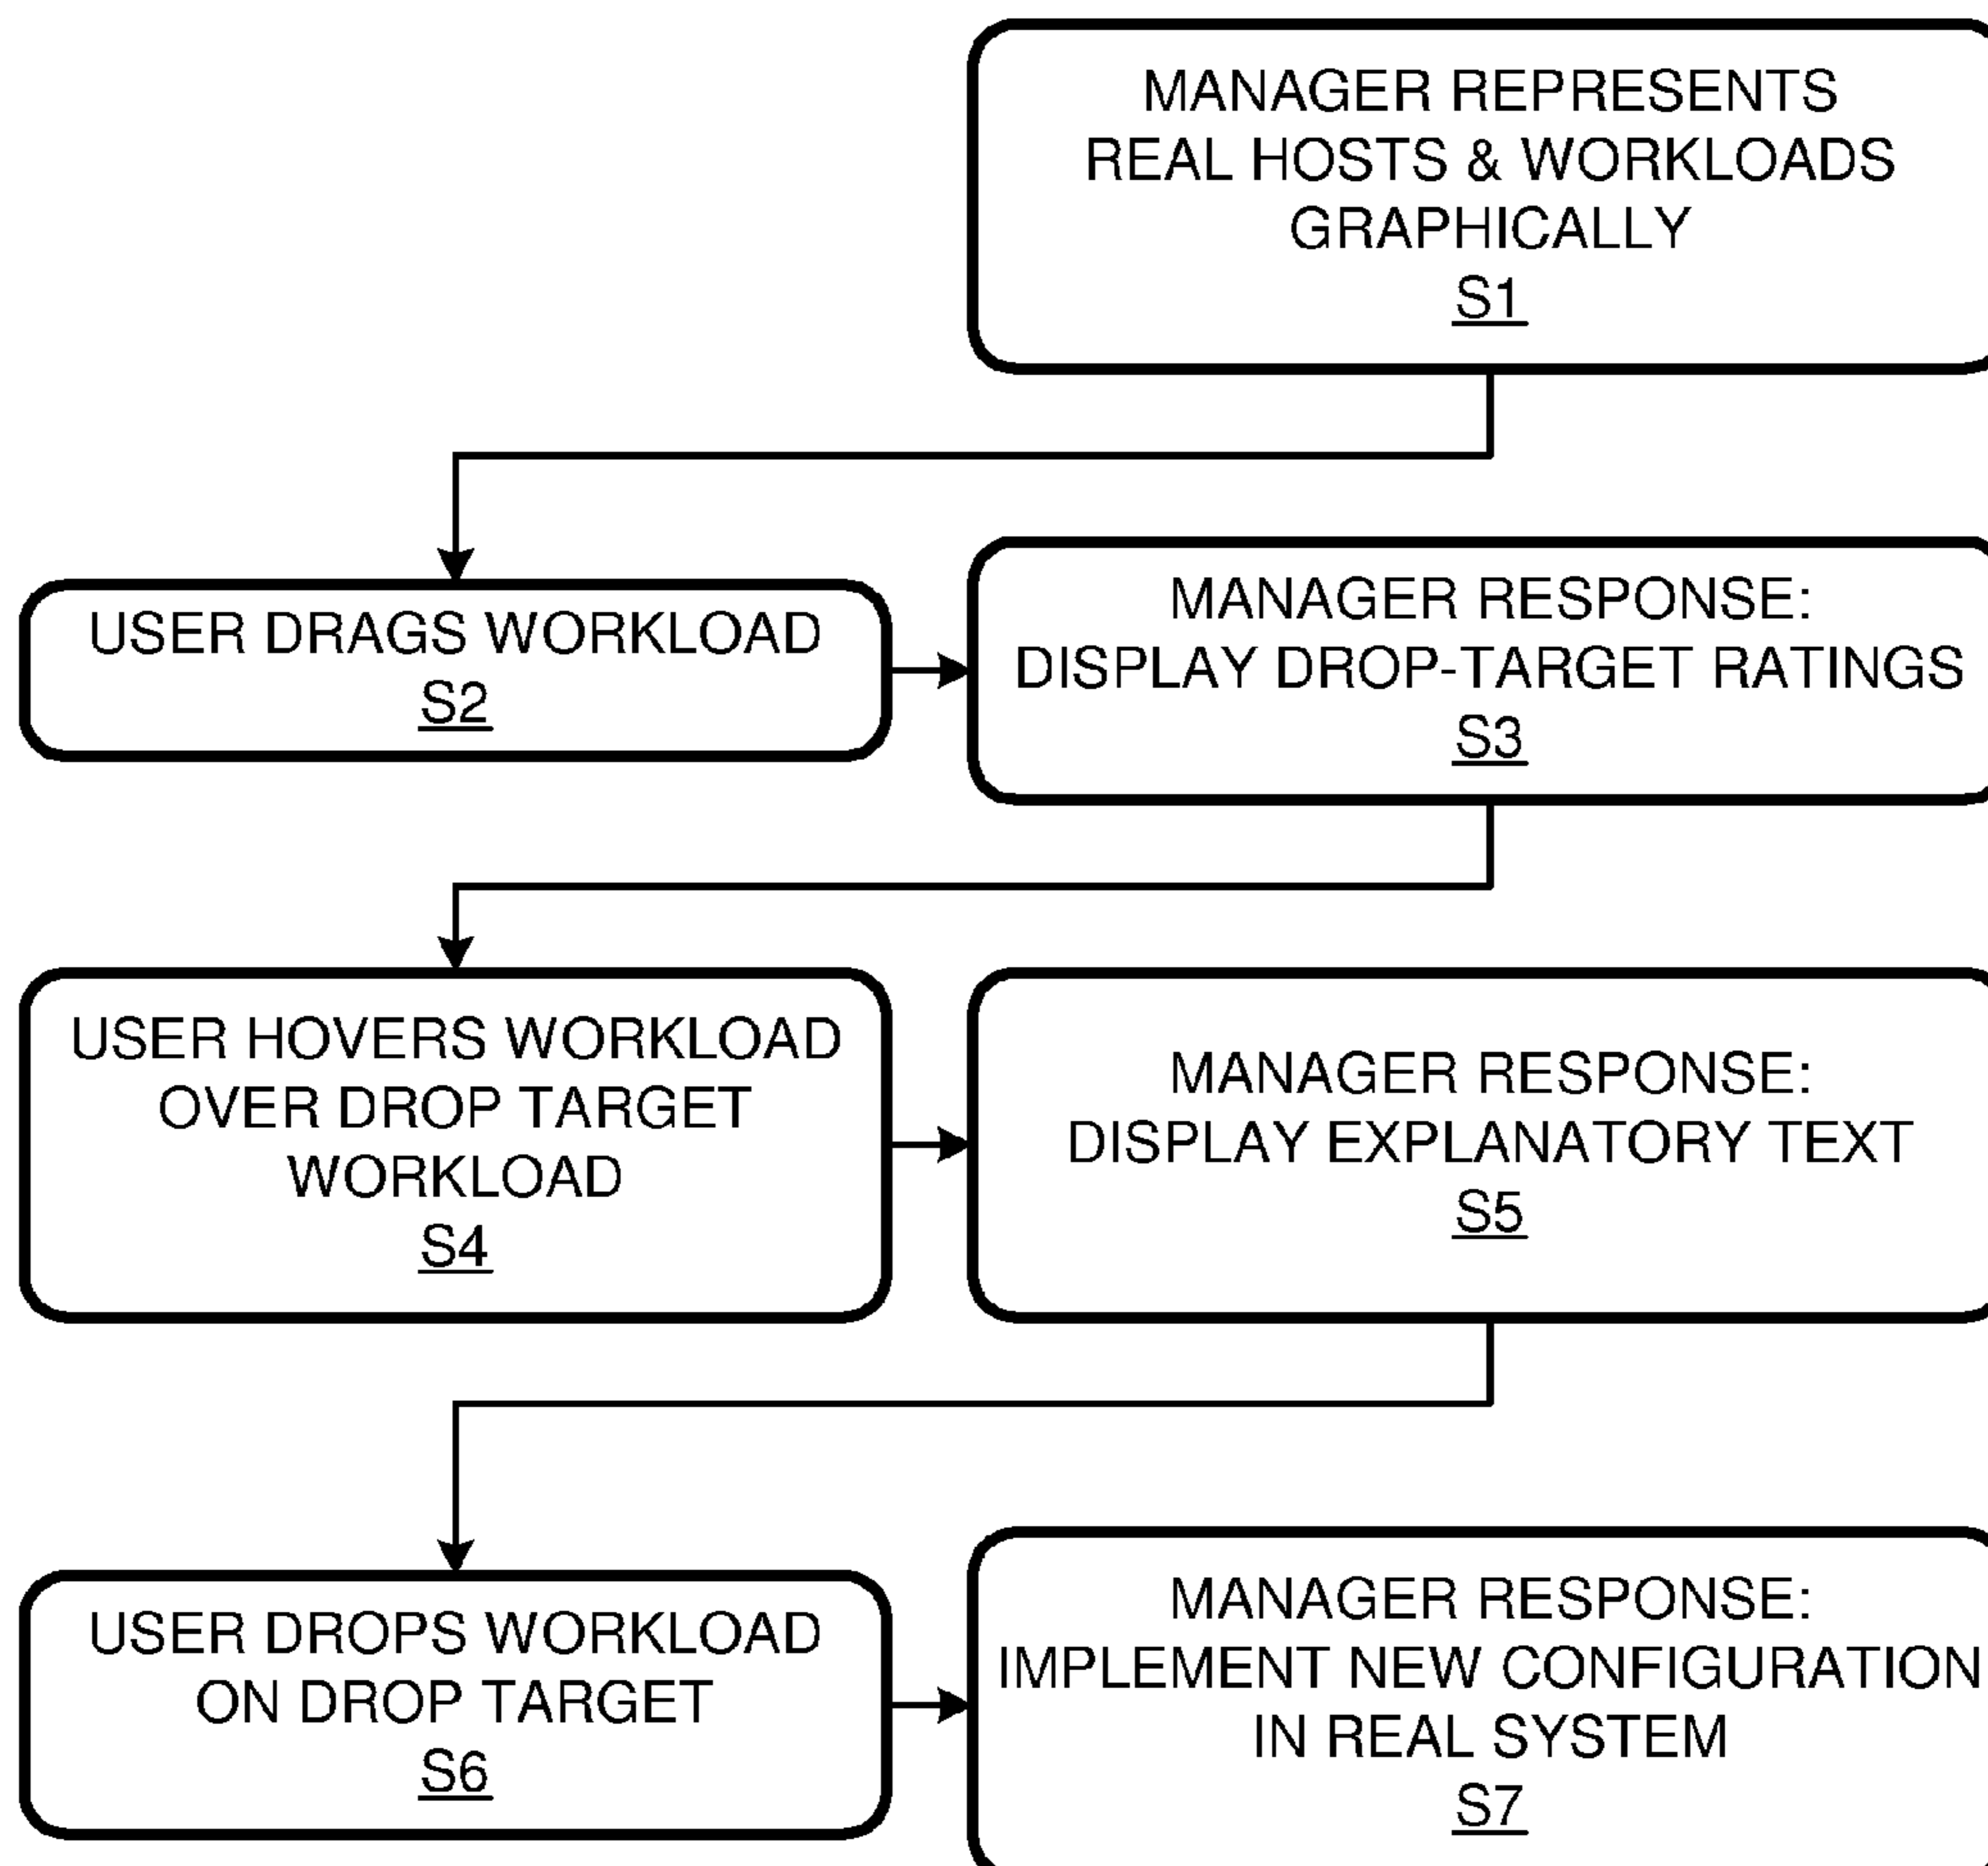 MANAGER REPRESENTS
REAL HOSTS & WORKLOADS
GRAPHICALLY
S1
USER DRAGS WORKLOAD
S2
MANAGER RESPONSE:
DISPLAY DROP-TARGET RATINGS
S3
USER HOVERS WORKLOAD
OVER DROP TARGET
WORKLOAD
S4
MANAGER RESPONSE:
DISPLAY EXPLANATORY TEXT
S5
USER DROPS WORKLOAD
ON DROP TARGET
S6
MANAGER RESPONSE:
IMPLEMENT NEW CONFIGURATION
IN REAL SYSTEM
S7